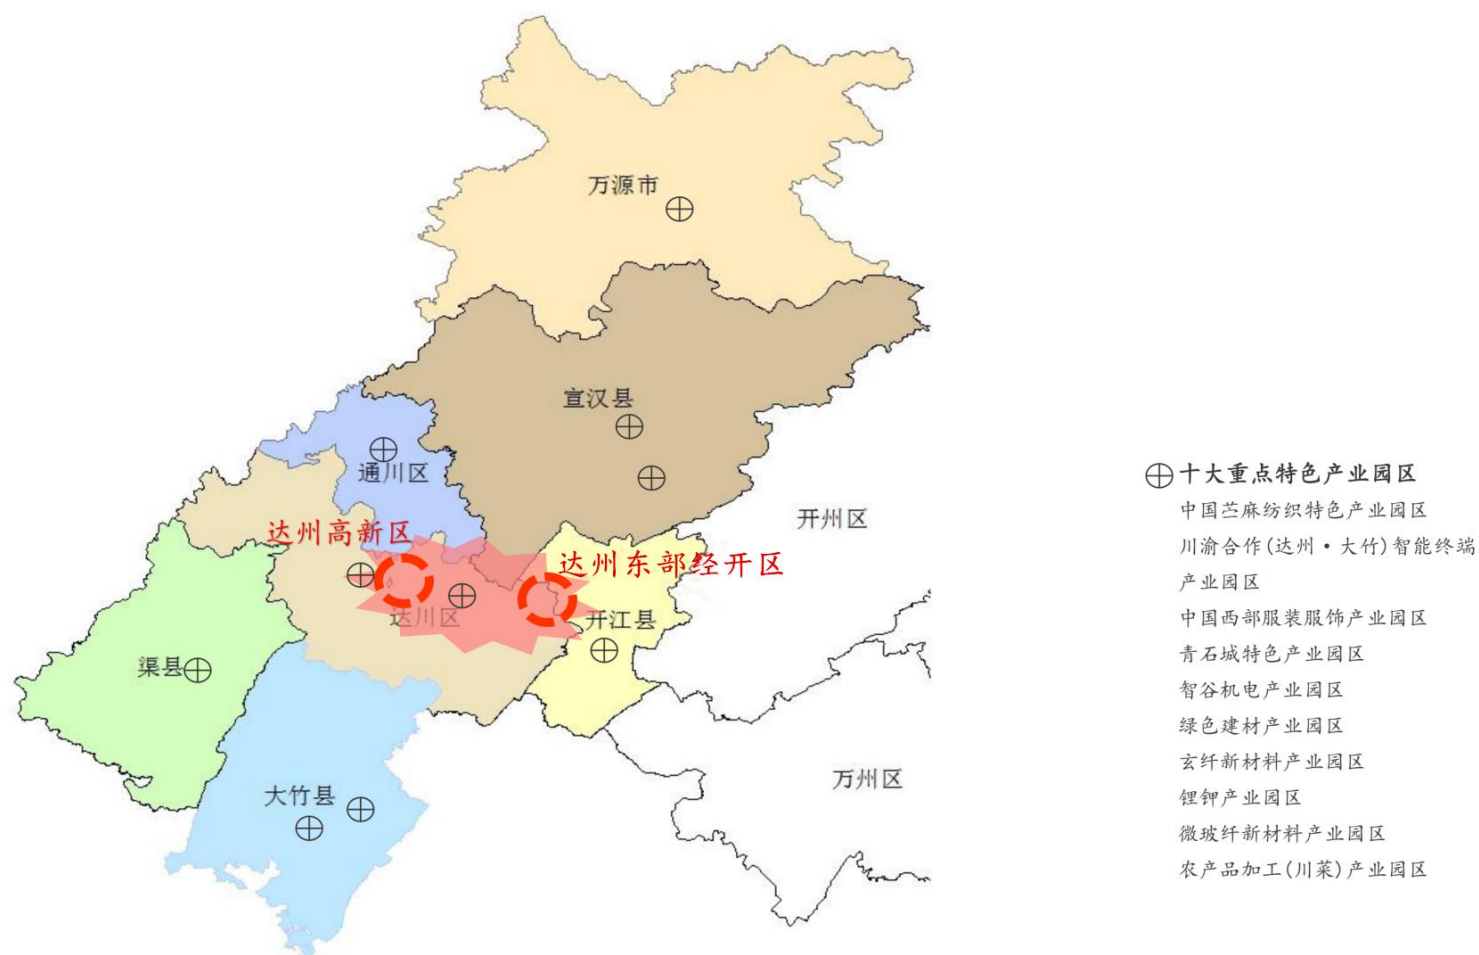 万源市
宣汉县
通川区
开州区
达州高新区
达州东部经开区
达川区
开江县
渠县
万州区
大竹县
十大重点特色产业园区
中国苎麻纺织特色产业园区
川渝合作(达州·大竹)智能终端
产业园区
中国西部服装服饰产业园区
青石城特色产业园区
智谷机电产业园区
绿色建材产业园区
玄纤新材料产业园区
锂钾产业园区
微玻纤新材料产业园区
农产品加工(川菜)产业园区